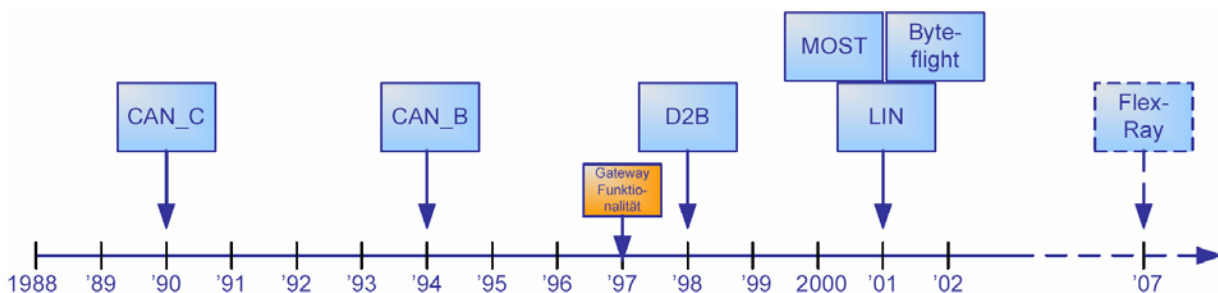 MOST
Byte-
flight
CAN_C
CAN_B
D2B
LIN
Flex-
Ray
Gateway
Funktio-
nalität
1988 '89 '90 '91 '92 '93 '94 '95 '96 '97 '98 '99 2000 '01 '02 '07